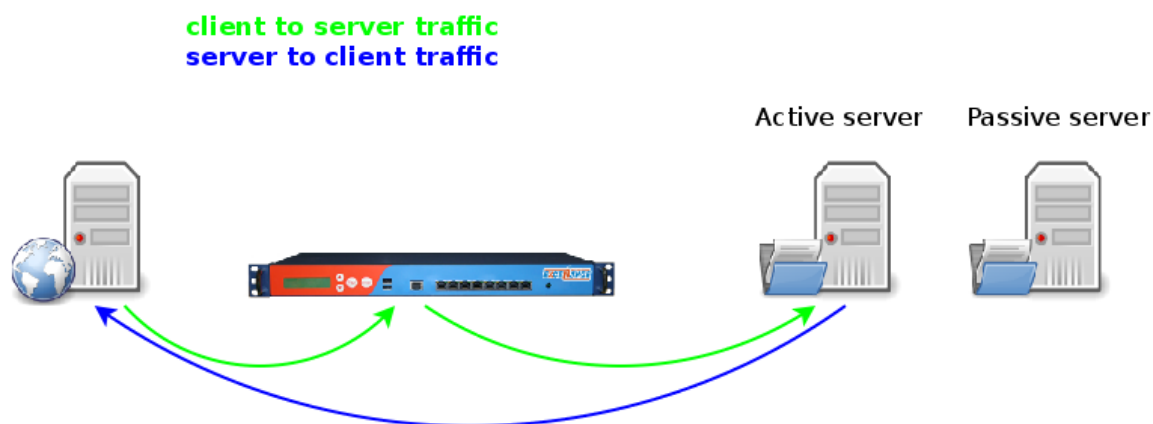 client to server traffic
server to client traffic
Active server
Passive server